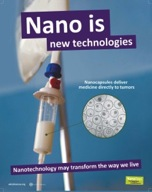 Nano is
new technologies
Nanocapsules deliver
medicine directly to tumors
Nanotechnology may transform the way we live